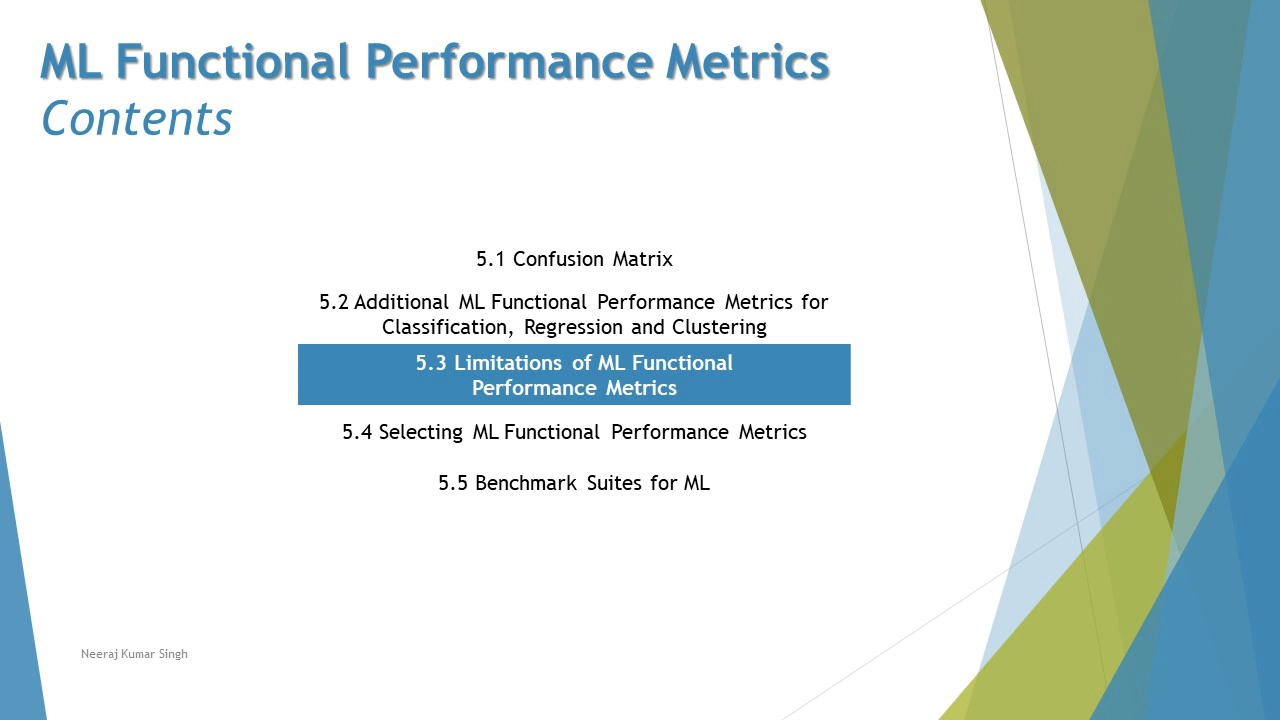 ML Functional Performance Metrics
Contents
5.1 Confusion Matrix
5.2 Additional ML Functional Performance Metrics for
Classification, Regression and Clustering
5.3 Limitations of ML Functional
Performance Metrics
5.4 Selecting ML Functional Performance Metrics
5.5 Benchmark Suites for ML
Neeraj Kumar Singh